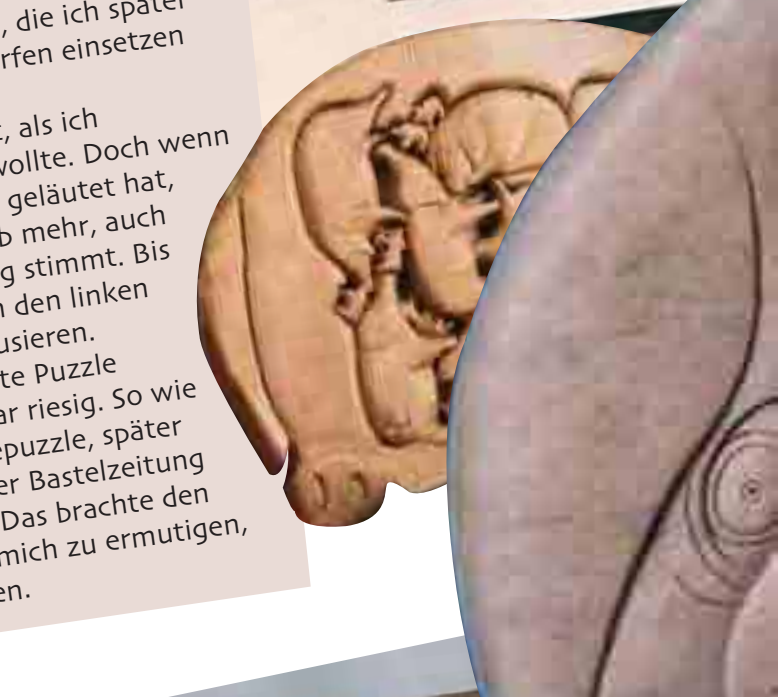 , die ich später
rfen einsetzen
, als ich
wollte. Doch wenn
geläutet hat,
b mehr, auch
g stimmt. Bis
n den linken
usieren.
te Puzzle
ar riesig. So wie
epuzzle, später
er Bastelzeitung
Das brachte den
mich zu ermutigen,
en.